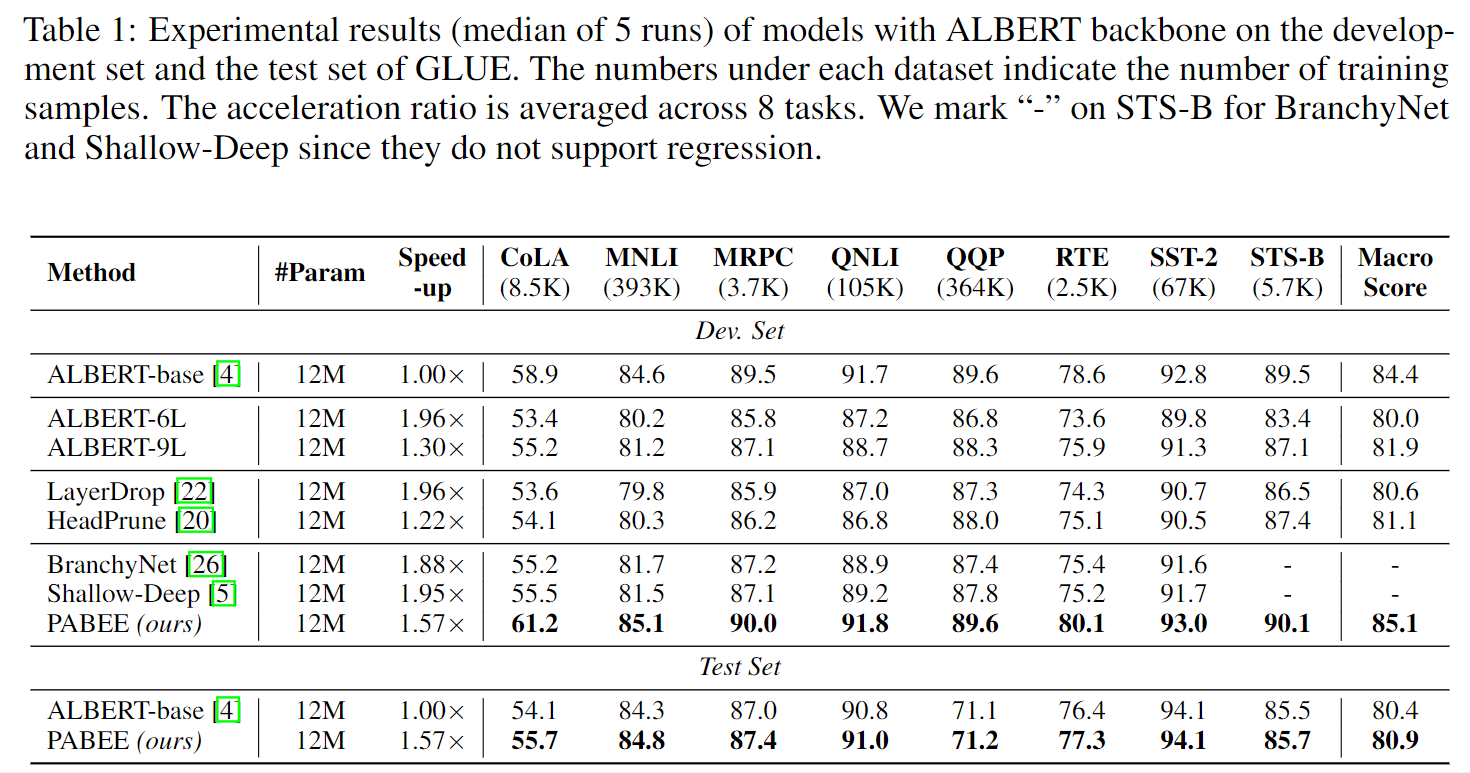 Table 1: Experimental results (median of 5 runs) of models with ALBERT backbone on the develop-
ment set and the test set of GLUE. The numbers under each dataset indicate the number of training
samples. The acceleration ratio is averaged across 8 tasks. We mark “-” on STS-B for BranchyNet
and Shallow-Deep since they do not support regression.
Method #Param Speed-up CoLA (8.5K) MNLI (393K) MRPC (3.7K) QNLI (105K) QQP (364K) RTE (2.5K) SST-2 (67K) STS-B (5.7K) Macro Score
Dev. Set
ALBERT-base [4] 12M 1.00× 58.9 84.6 89.5 91.7 89.6 78.6 92.8 89.5 84.4
ALBERT-6L 12M 1.96× 53.4 80.2 85.8 87.2 86.8 73.6 89.8 83.4 80.0
ALBERT-9L 12M 1.30× 55.2 81.2 87.1 88.7 88.3 75.9 91.3 87.1 81.9
LayerDrop [22] 12M 1.96× 53.6 79.8 85.9 87.0 87.3 74.3 90.7 86.5 80.6
HeadPrune [20] 12M 1.22× 54.1 80.3 86.2 86.8 88.0 75.1 90.5 87.4 81.1
BranchyNet [26] 12M 1.88× 55.2 81.7 87.2 88.9 87.4 75.4 91.6 - -
Shallow-Deep [5] 12M 1.95× 55.5 81.5 87.1 89.2 87.8 75.2 91.7 - -
PABEE (ours) 12M 1.57× 61.2 85.1 90.0 91.8 89.6 80.1 93.0 90.1 85.1
Test Set
ALBERT-base [4] 12M 1.00× 54.1 84.3 87.0 90.8 71.1 76.4 94.1 85.5 80.4
PABEE (ours) 12M 1.57× 55.7 84.8 87.4 91.0 71.2 77.3 94.1 85.7 80.9